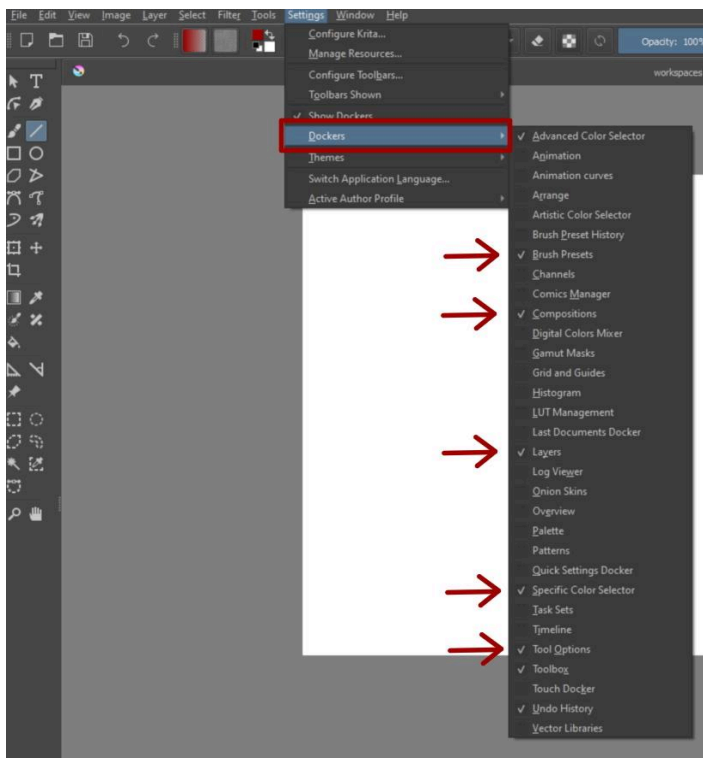 File Edit View Image Layer Select Filter Tools Settings Window Help
Opacity: 100%
workspaces
T
Configure Krita...
Manage Resources...
Configure Toolbars...
Toolbars Shown
Show Dockers
Dockers
Themes
Switch Application Language...
Active Author Profile
Advanced Color Selector
Animation
Animation curves
Arrange
Artistic Color Selector
Brush Preset History
Brush Presets
Channels
Comics Manager
Compositions
Digital Colors Mixer
Gamut Masks
Grid and Guides
Histogram
LUT Management
Last Documents Docker
Layers
Log Viewer
Onion Skins
Overview
Palette
Patterns
Quick Settings Docker
Specific Color Selector
Task Sets
Timeline
Tool Options
Toolbox
Touch Docker
Undo History
Vector Libraries